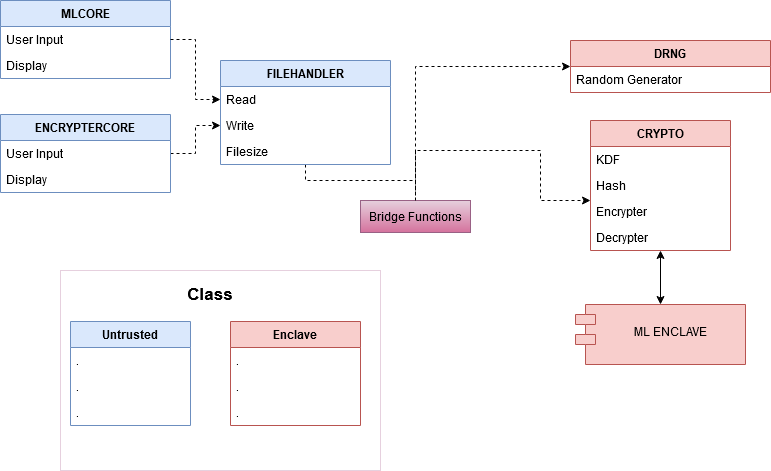 MLCORE
User Input
Display
ENCRYPTERCORE
User Input
Display
FILEHANDLER
Read
Write
Filesize
Bridge Functions
DRNG
Random Generator
CRYPTO
KDF
Hash
Encrypter
Decrypter
ML ENCLAVE
Class
Untrusted
.
.
.
Enclave
.
.
.